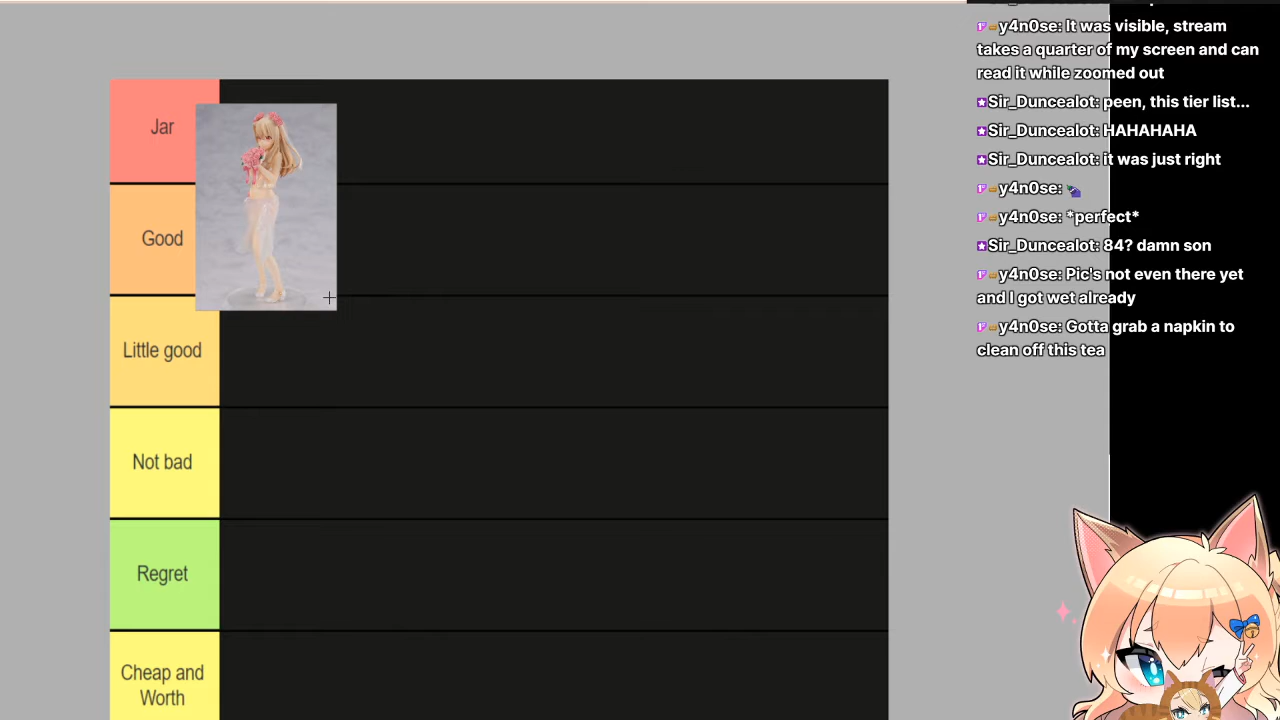 Jar
Good
Little good
Not bad
Regret
Cheap and
Worth
y4n0se: It was visible, stream
takes a quarter of my screen and can
read it while zoomed out
Sir_Duncealot: peen, this tier list...
Sir_Duncealot: HAHAHAHA
Sir_Duncealot: it was just right
y4n0se:
y4n0se: *perfect*
Sir_Duncealot: 84? damn son
y4n0se: Pic's not even there yet
and I got wet already
y4n0se: Gotta grab a napkin to
clean off this tea